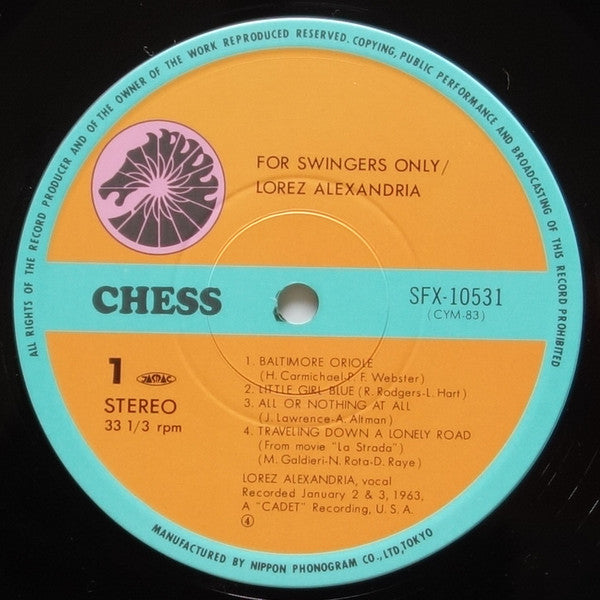 ALL RIGHTS OF THE RECORD PRODUCER AND OF THE OWNER OF THE WORK REPRODUCED RESERVED. COPYING, PUBLIC PERFORMANCE AND BROADCASTING OF THIS RECORD PROHIBITED
FOR SWINGERS ONLY/
LOREZ ALEXANDRIA
CHESS
SFX-10531
(CYM-83)
1 JASRAC
STEREO
33 1/3 rpm
1. BALTIMORE ORIOLE
(H. Carmichael-P. F. Webster)
2. LITTLE GIRL BLUE (R. Rodgers-L. Hart)
3. ALL OR NOTHING AT ALL
(J. Lawrence-A. Altman)
4. TRAVELING DOWN A LONELY ROAD
(From movie "La Strada")
(M. Galdieri-N. Rota-D. Raye)
LOREZ ALEXANDRIA, vocal
Recorded January 2 & 3, 1963,
A "CADET" Recording, U.S.A.
④
MANUFACTURED BY NIPPON PHONOGRAM CO., LTD, TOKYO